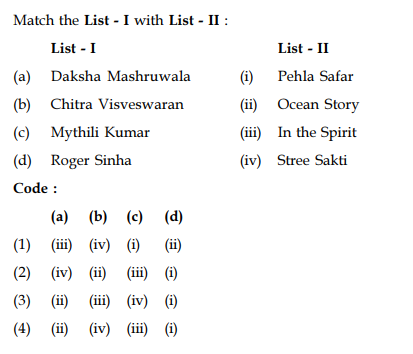 Match the List - I with List - II :
List - I List - II
(a) Daksha Mashruwala (i) Pehla Safar
(b) Chitra Visveswaran (ii) Ocean Story
(c) Mythili Kumar (iii) In the Spirit
(d) Roger Sinha (iv) Stree Sakti
Code :
(a) (b) (c) (d)
(1) (iii) (iv) (i) (ii)
(2) (iv) (ii) (iii) (i)
(3) (ii) (iii) (iv) (i)
(4) (ii) (iv) (iii) (i)